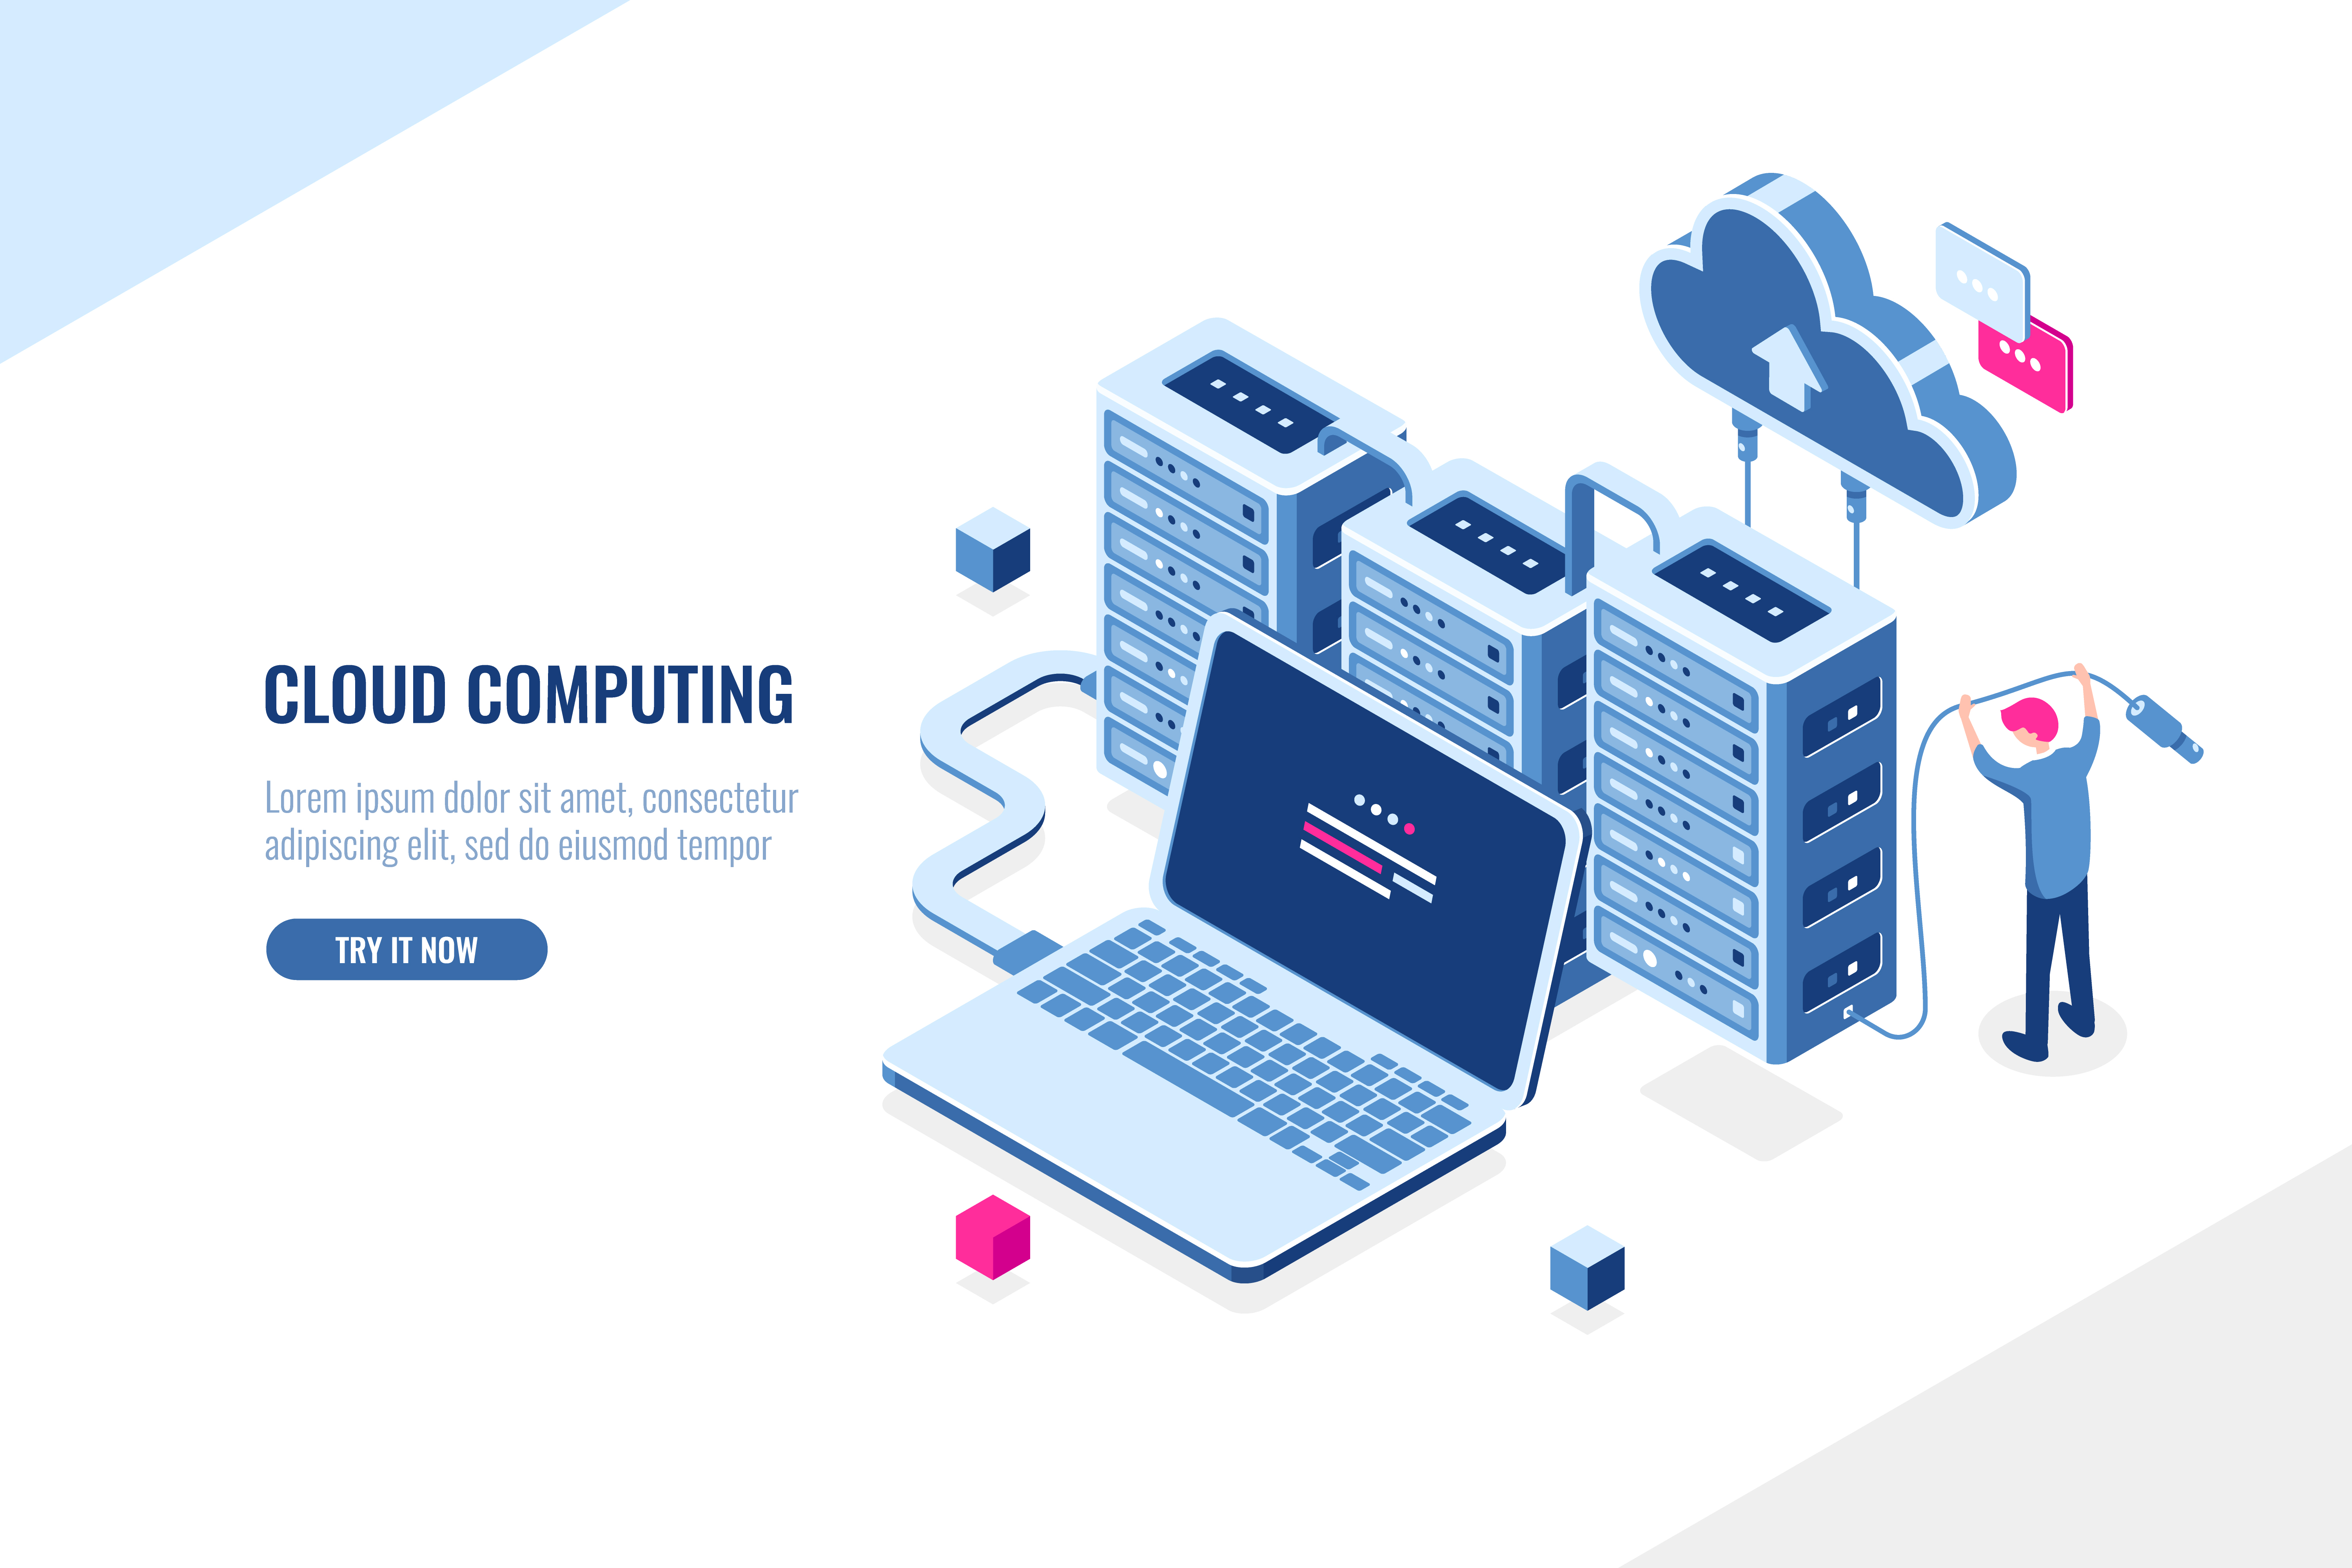 CLOUD COMPUTING
Lorem ipsum dolor sit amet, consectetur
adipiscing elit, sed do eiusmod tempor
TRY IT NOW